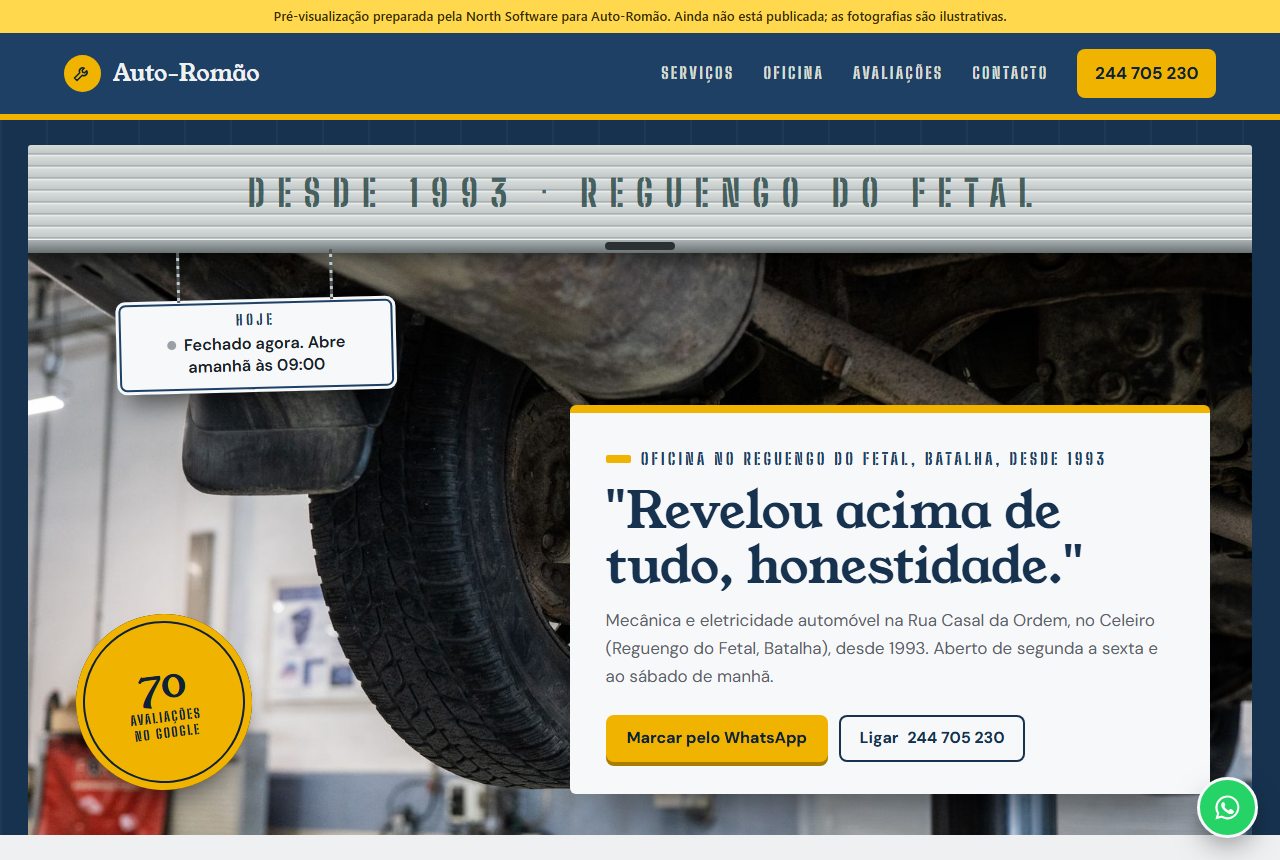 Pré-visualização preparada pela North Software para Auto-Romão. Ainda não está publicada; as fotografias são ilustrativas.
Auto-Romão
SERVIÇOS OFICINA AVALIAÇÕES CONTACTO 244 705 230
DESDE 1993 · REGUENGO DO FETAL
HOJE
Fechado agora. Abre
amanhã às 09:00
OFICINA NO REGUENGO DO FETAL, BATALHA, DESDE 1993
"Revelou acima de
tudo, honestidade."
Mecânica e eletricidade automóvel na Rua Casal da Ordem, no Celeiro
(Reguengo do Fetal, Batalha), desde 1993. Aberto de segunda a sexta e
ao sábado de manhã.
Marcar pelo WhatsApp
Ligar 244 705 230
70
AVALIAÇÕES
NO GOOGLE